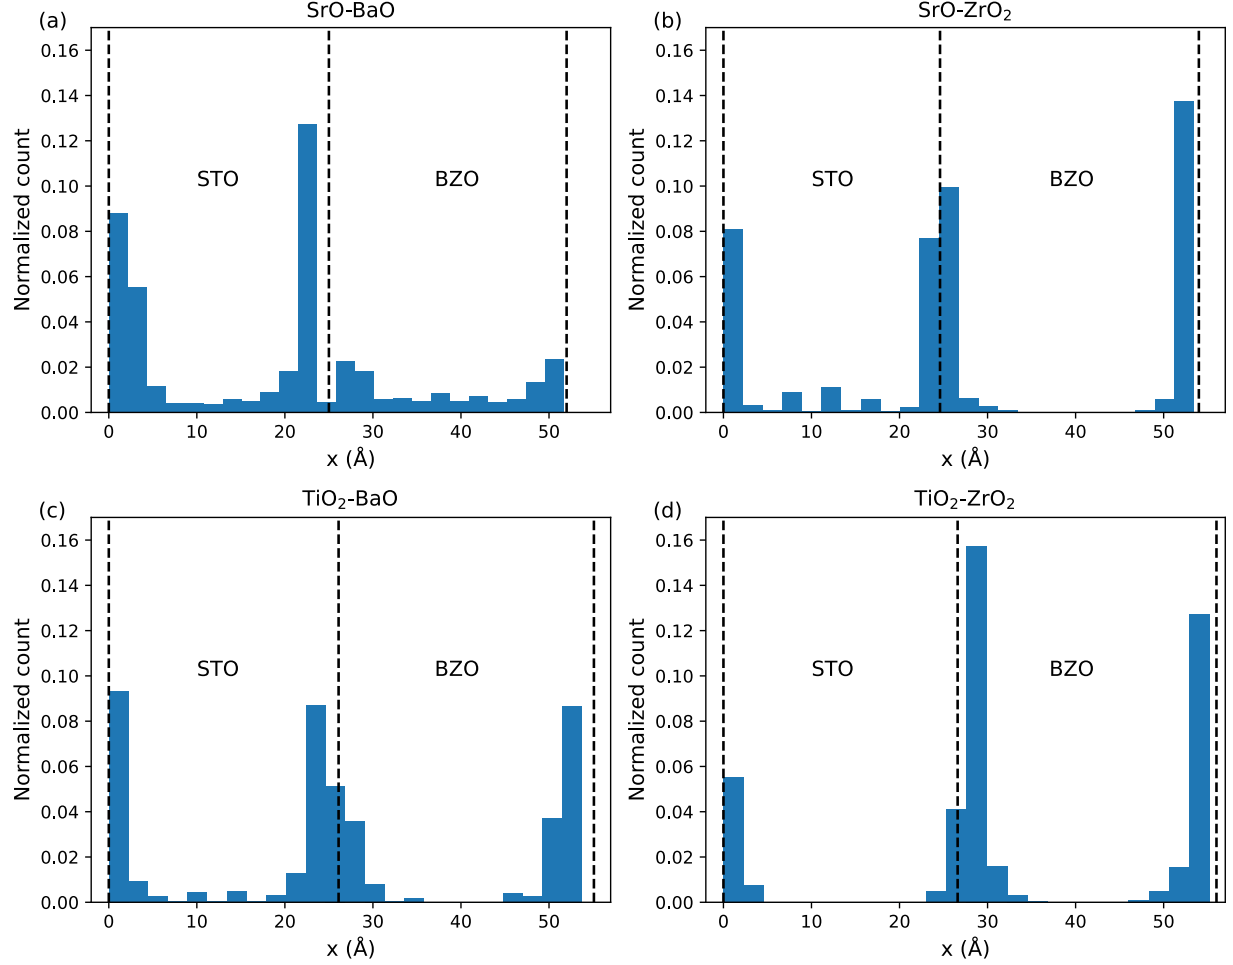 (a) SrO-BaO
0.16
0.14
0.12
0.10
0.08
0.06
0.04
0.02
0.00
Normalized count
STO
BZO
0 10 20 30 40 50
x (Å)
(b) SrO-ZrO₂
0.16
0.14
0.12
0.10
0.08
0.06
0.04
0.02
0.00
Normalized count
STO
BZO
0 10 20 30 40 50
x (Å)
(c) TiO₂-BaO
0.16
0.14
0.12
0.10
0.08
0.06
0.04
0.02
0.00
Normalized count
STO
BZO
0 10 20 30 40 50
x (Å)
(d) TiO₂-ZrO₂
0.16
0.14
0.12
0.10
0.08
0.06
0.04
0.02
0.00
Normalized count
STO
BZO
0 10 20 30 40 50
x (Å)